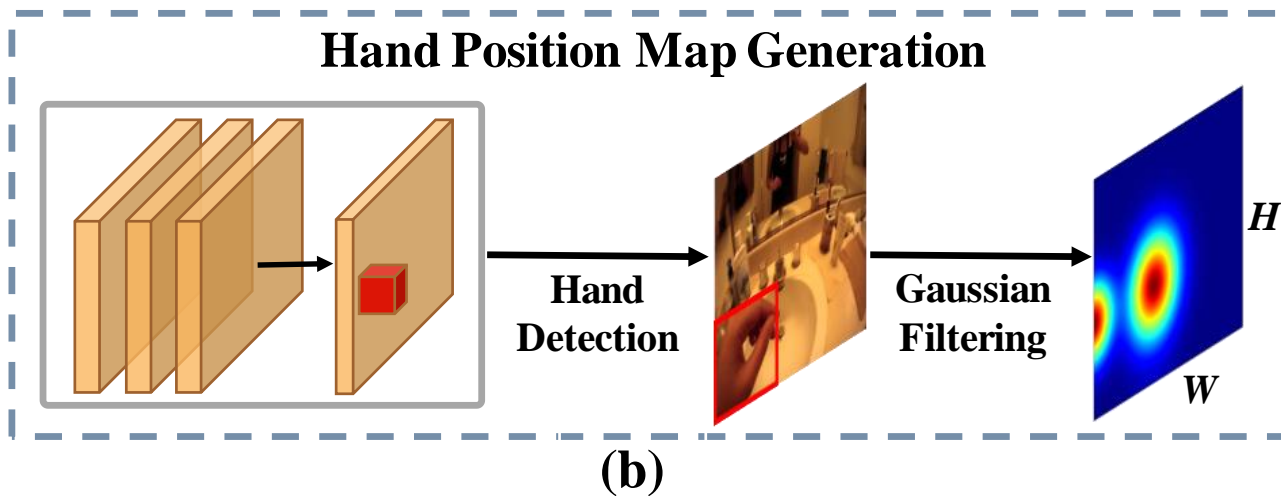 Hand Position Map Generation
Hand
Detection
Gaussian
Filtering
H
W
(b)